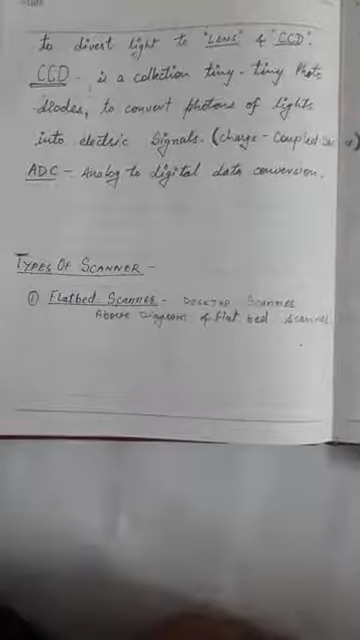 to divert light to "LENS" & "CCD".
CCD - is a collection tiny-tiny Photo
diodes, to convert photons of lights
into electric Signals. (Charge-Coupled
ADC - Analog to digital data conversion.
TYPES OF SCANNER -
① Flatbed Scanner - DESKTOP Scanner
Above Diagram of flat bed scanner